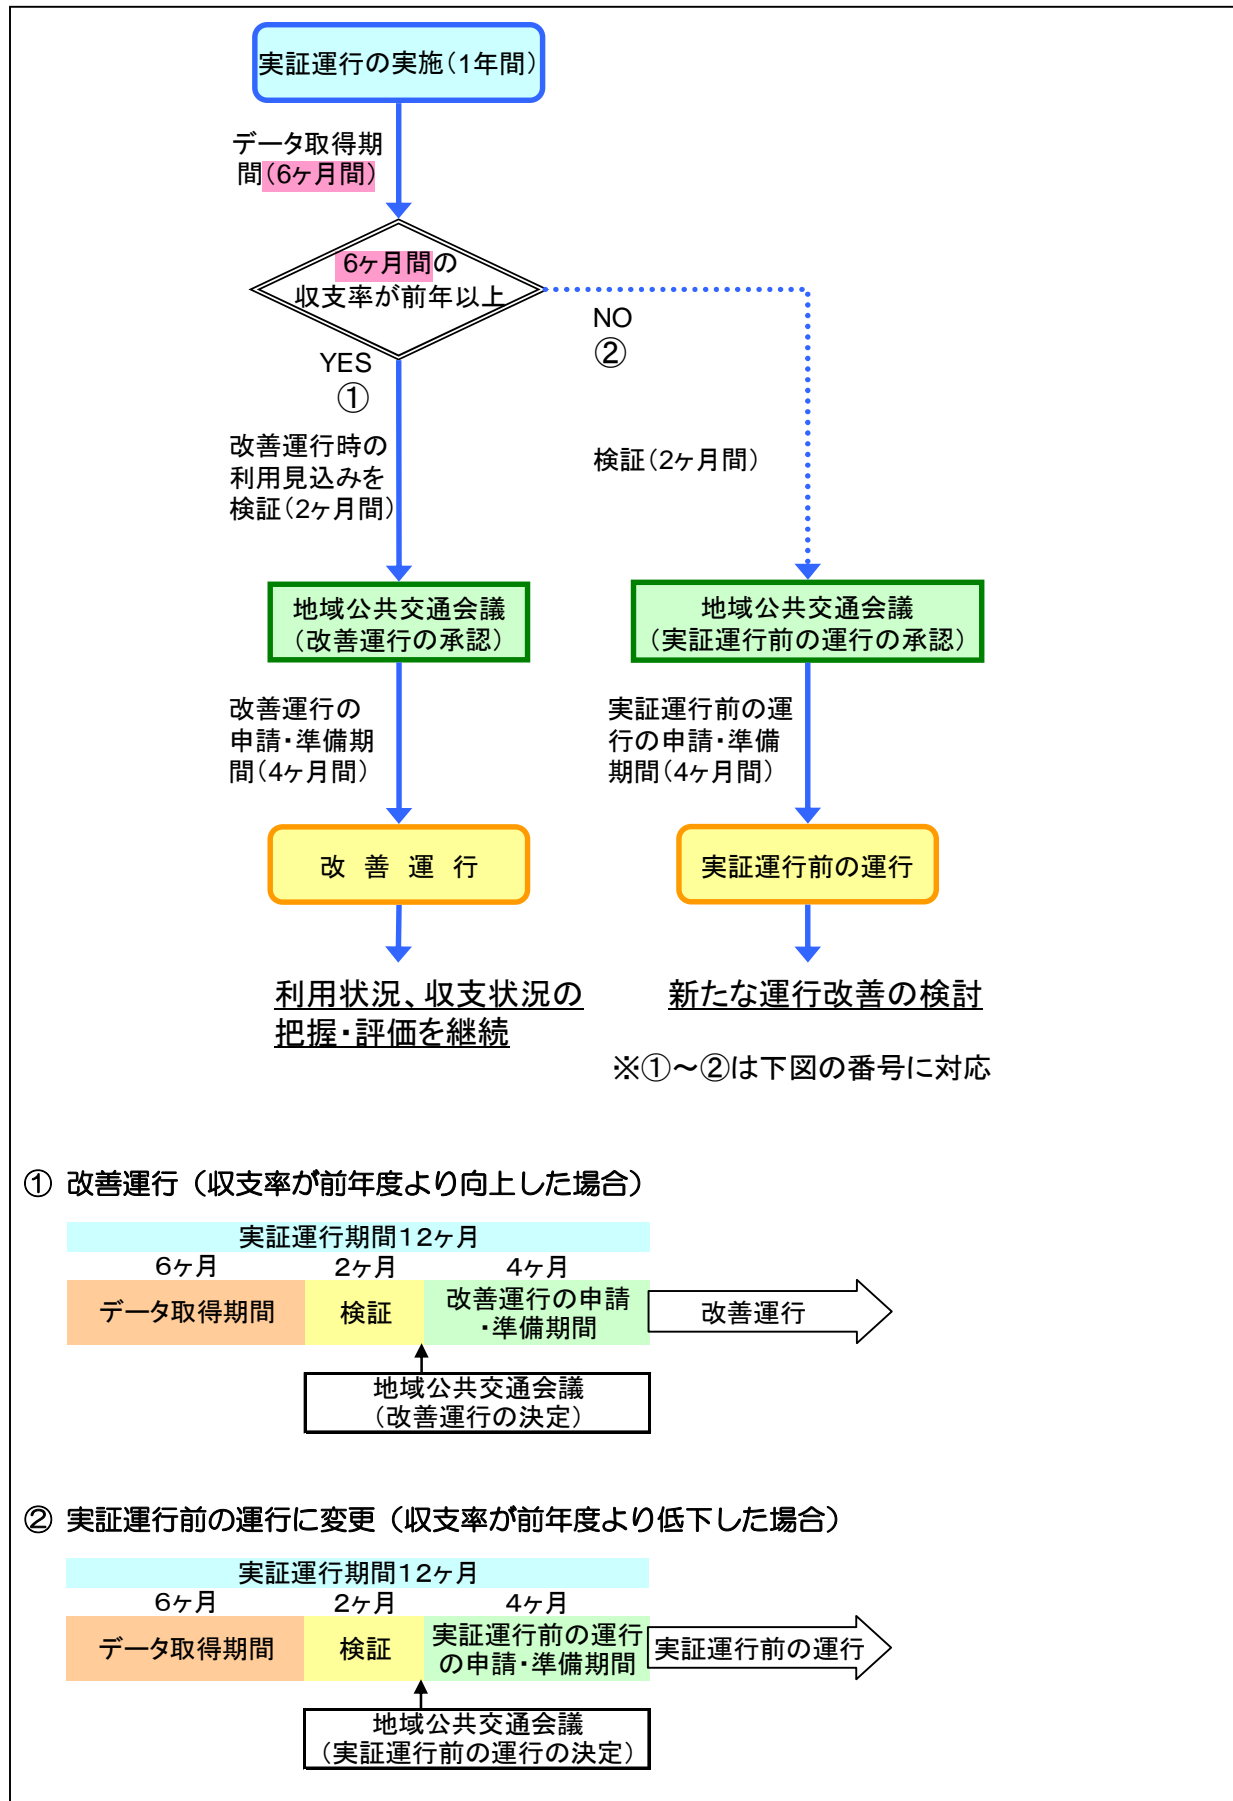 実証運行の実施（1年間）
データ取得期
間（6ヶ月間）
6ヶ月間の
収支率が前年以上
NO
②
YES
①
改善運行時の
利用見込みを
検証（2ヶ月間）
検証（2ヶ月間）
地域公共交通会議
（改善運行の承認）
地域公共交通会議
（実証運行前の運行の承認）
改善運行の
申請・準備期
間（4ヶ月間）
実証運行前の運
行の申請・準備
期間（4ヶ月間）
改 善 運 行
実証運行前の運行
利用状況、収支状況の
把握・評価を継続
新たな運行改善の検討
※①～②は下図の番号に対応
① 改善運行（収支率が前年度より向上した場合）
実証運行期間１２ヶ月
6ヶ月 2ヶ月 4ヶ月
データ取得期間
検証
改善運行の申請
・準備期間
改善運行
地域公共交通会議
（改善運行の決定）
② 実証運行前の運行に変更（収支率が前年度より低下した場合）
実証運行期間１２ヶ月
6ヶ月 2ヶ月 4ヶ月
データ取得期間
検証
実証運行前の運行
の申請・準備期間
実証運行前の運行
地域公共交通会議
（実証運行前の運行の決定）